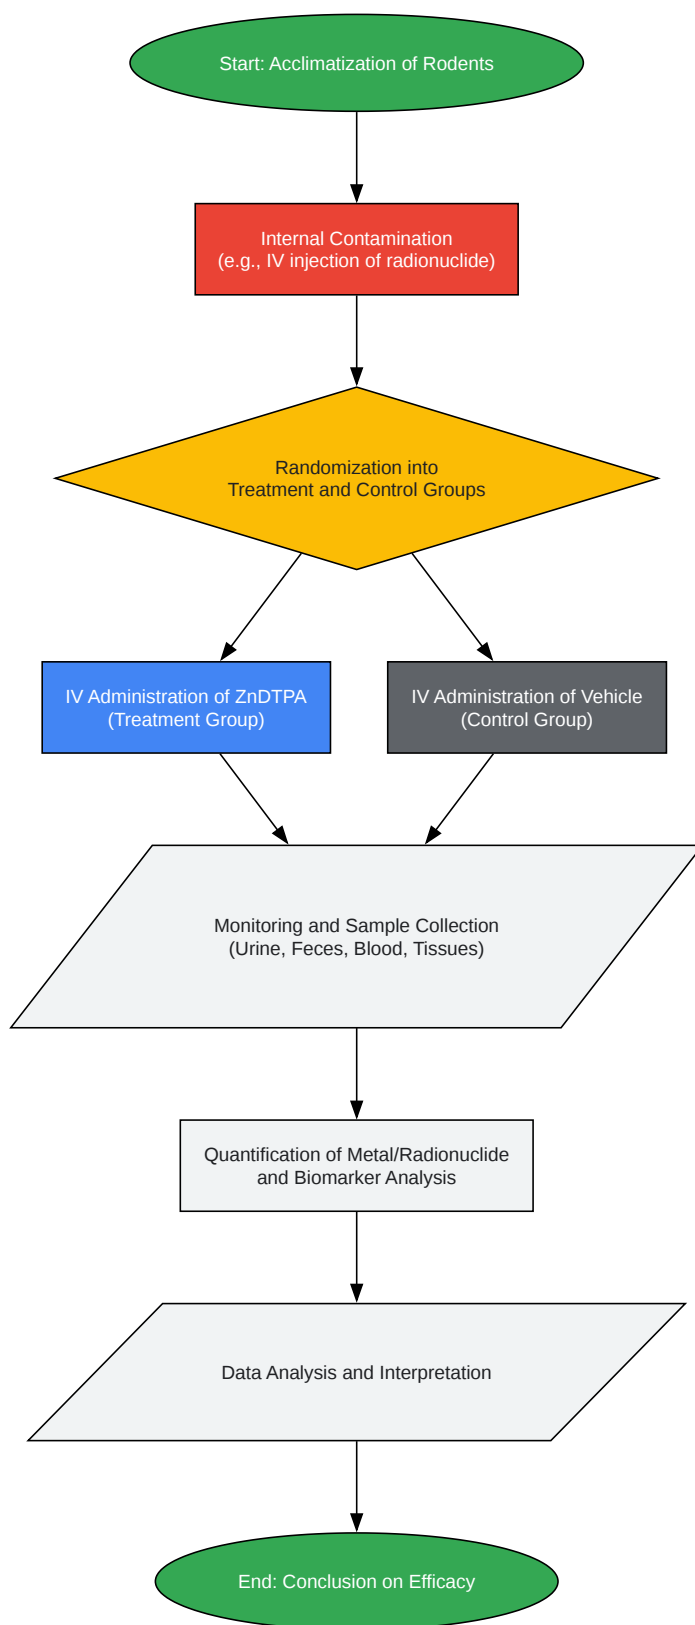 Start: Acclimatization of Rodents
Internal Contamination
(e.g., IV injection of radionuclide)
Randomization into
Treatment and Control Groups
IV Administration of ZnDTPA
(Treatment Group)
IV Administration of Vehicle
(Control Group)
Monitoring and Sample Collection
(Urine, Feces, Blood, Tissues)
Quantification of Metal/Radionuclide
and Biomarker Analysis
Data Analysis and Interpretation
End: Conclusion on Efficacy